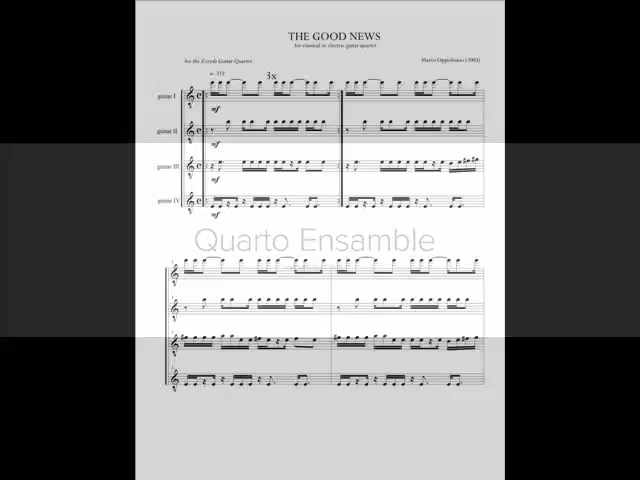 THE GOOD NEWS
for classical or electric guitar quartet
for the Zeryab Guitar Quartet
Marco Oppedisano (2003)
3x
guitar I
mf
guitar II
mf
guitar III
mf
guitar IV
mf
Quarto Ensamble